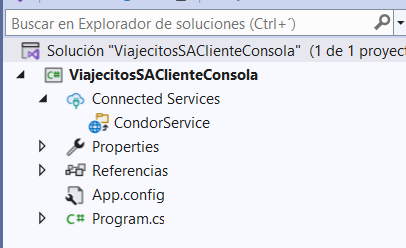 Buscar en Explorador de soluciones (Ctrl+´)
Solución "ViajecitosSAClienteConsola" (1 de 1 proyect
C# ViajecitosSAClienteConsola
Connected Services
CondorService
Properties
Referencias
App.config
C# Program.cs